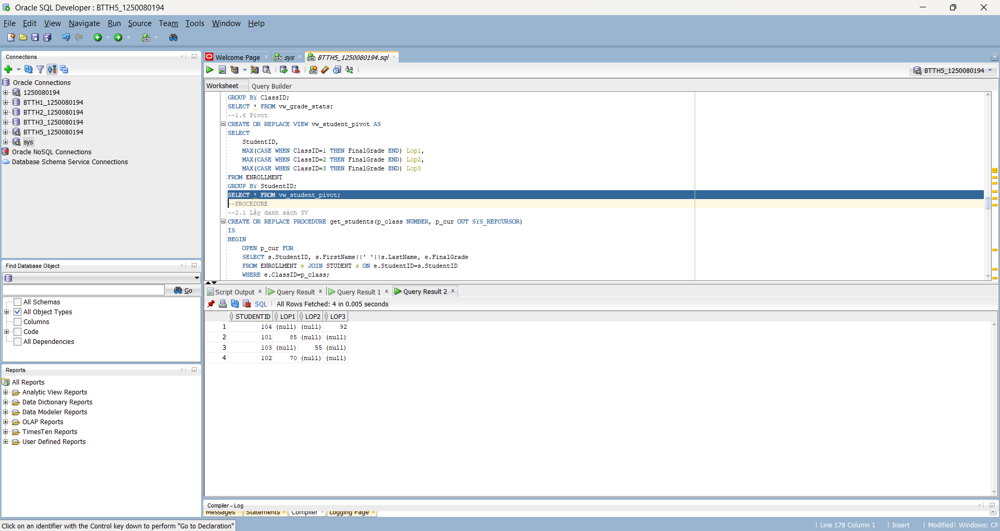 Oracle SQL Developer : BTTH5_1250080194
File Edit View Navigate Run Source Team Tools Window Help
Connections
Oracle Connections
1250080194
BTTH1_1250080194
BTTH2_1250080194
BTTH3_1250080194
BTTH5_1250080194
sys
Oracle NoSQL Connections
Database Schema Service Connections
Find Database Object
Go
All Schemas
All Object Types
Columns
Code
All Dependencies
Reports
All Reports
Analytic View Reports
Data Dictionary Reports
Data Modeler Reports
OLAP Reports
TimesTen Reports
User Defined Reports
Welcome Page sys BTTH5_1250080194.sql
BTTH5_1250080194
Worksheet Query Builder
GROUP BY ClassID;
SELECT * FROM vw_grade_stats;
--1.6 Pivot
CREATE OR REPLACE VIEW vw_student_pivot AS
SELECT
StudentID,
MAX(CASE WHEN ClassID=1 THEN FinalGrade END) Lop1,
MAX(CASE WHEN ClassID=2 THEN FinalGrade END) Lop2,
MAX(CASE WHEN ClassID=3 THEN FinalGrade END) Lop3
FROM ENROLLMENT
GROUP BY StudentID;
SELECT * FROM vw_student_pivot;
--PROCEDURE
--2.1 Lấy danh sách SV
CREATE OR REPLACE PROCEDURE get_students(p_class NUMBER, p_cur OUT SYS_REFCURSOR)
IS
BEGIN
OPEN p_cur FOR
SELECT s.StudentID, s.FirstName||' '||s.LastName, e.FinalGrade
FROM ENROLLMENT e JOIN STUDENT s ON e.StudentID=s.StudentID
WHERE e.ClassID=p_class;
Script Output Query Result Query Result 1 Query Result 2
SQL All Rows Fetched: 4 in 0.005 seconds
STUDENTID LOP1 LOP2 LOP3
1 104 (null) (null) 92
2 101 85 (null) (null)
3 103 (null) 55 (null)
4 102 70 (null) (null)
Compiler - Log
Messages Statements Compiler Logging Page
Click on an identifier with the Control key down to perform "Go to Declaration"
Line 178 Column 1 Insert Modified Windows: CR